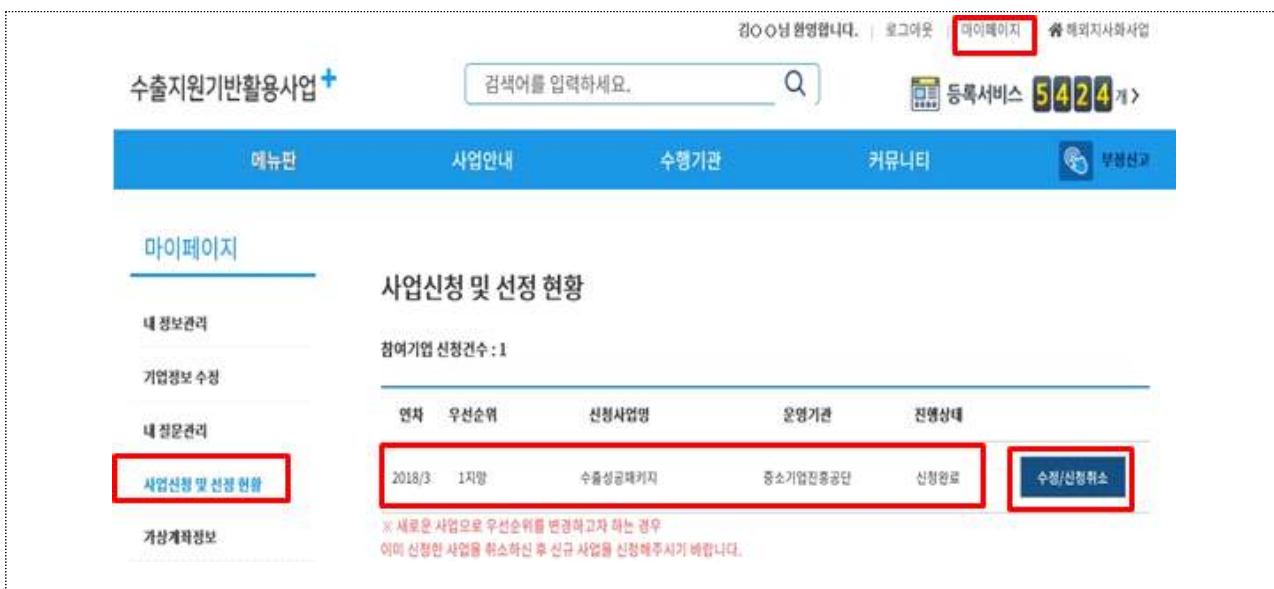 김○○님 환영합니다. | 로그아웃 | 마이페이지 해외지사화사업
수출지원기반활용사업+ 검색어를 입력하세요. 등록서비스 5424개 >
메뉴판 사업안내 수행기관 커뮤니티 부정신고
마이페이지
사업신청 및 선정 현황
내 정보관리
참여기업 신청건수 : 1
기업정보 수정
연차 우선순위 신청사업명 운영기관 진행상태
내 질문관리
2018/3 1지망 수출성공패키지 중소기업진흥공단 신청완료 수정/신청취소
사업신청 및 선정 현황
※ 새로운 사업으로 우선순위를 변경하고자 하는 경우
이미 신청한 사업을 취소하신 후 신규 사업을 신청해주시기 바랍니다.
가상계좌정보